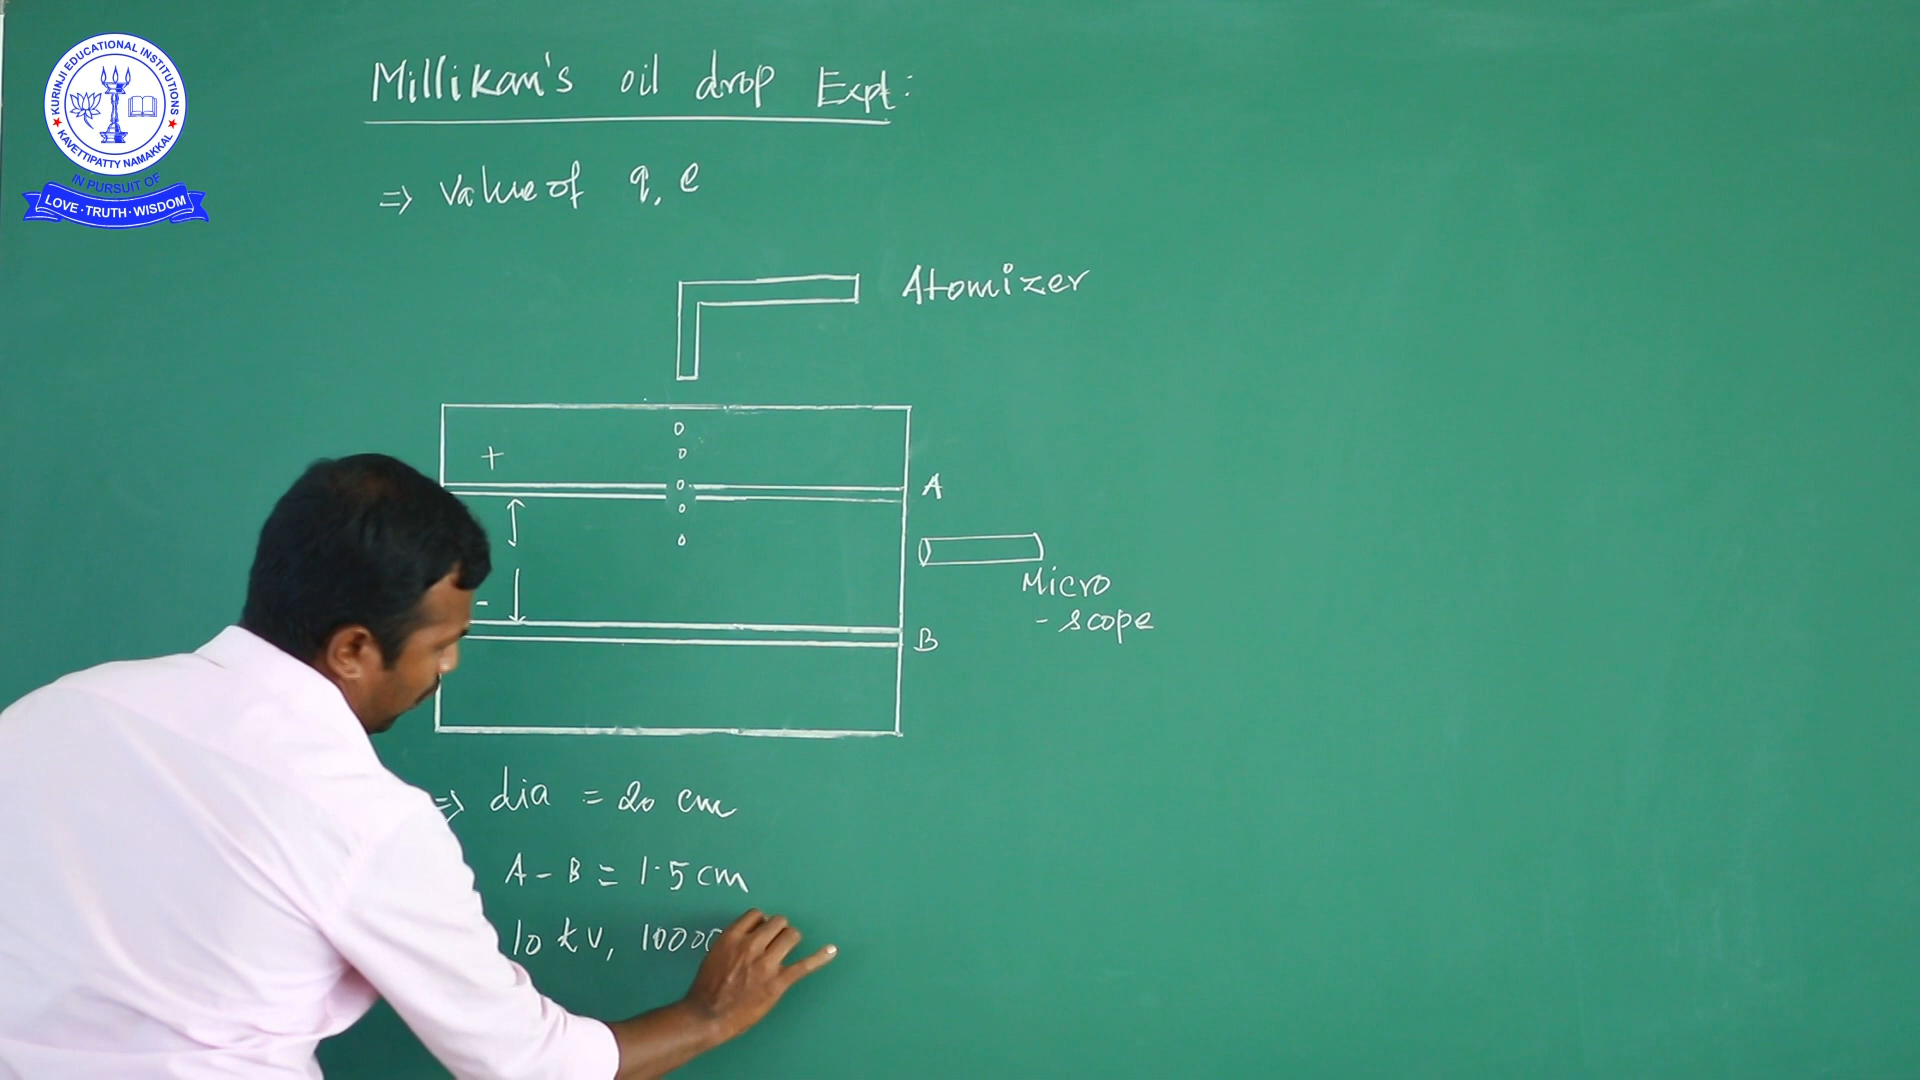 KURINJI EDUCATIONAL INSTITUTIONS
KAVETTIPATTY NAMAKKAL
IN PURSUIT OF
LOVE · TRUTH · WISDOM
Millikan's oil drop Expt:
⇒ Value of q, e
Atomizer
+
A
Micro
- scope
-
B
⇒ dia = 20 cm
A - B = 1.5 cm
10 kV, 10000